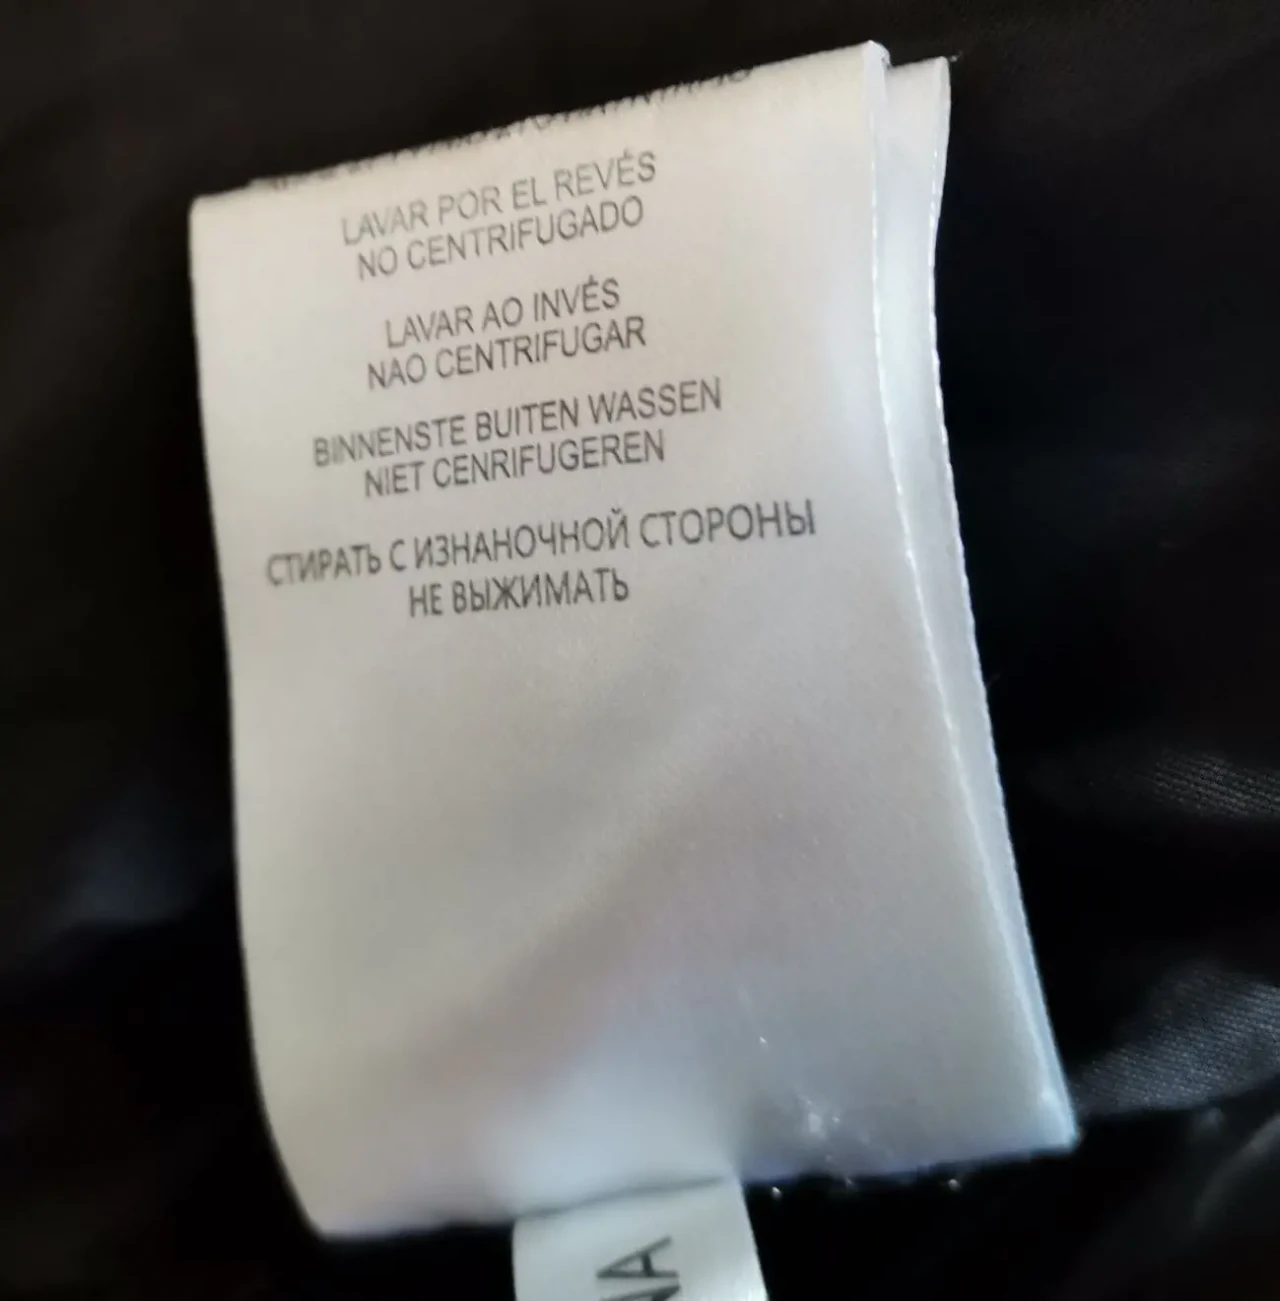 LAVAR POR EL REVÉS
NO CENTRIFUGADO
LAVAR AO INVÉS
NAO CENTRIFUGAR
BINNENSTE BUITEN WASSEN
NIET CENRIFUGEREN
СТИРАТЬ С ИЗНАНОЧНОЙ СТОРОНЫ
НЕ ВЫЖИМАТЬ